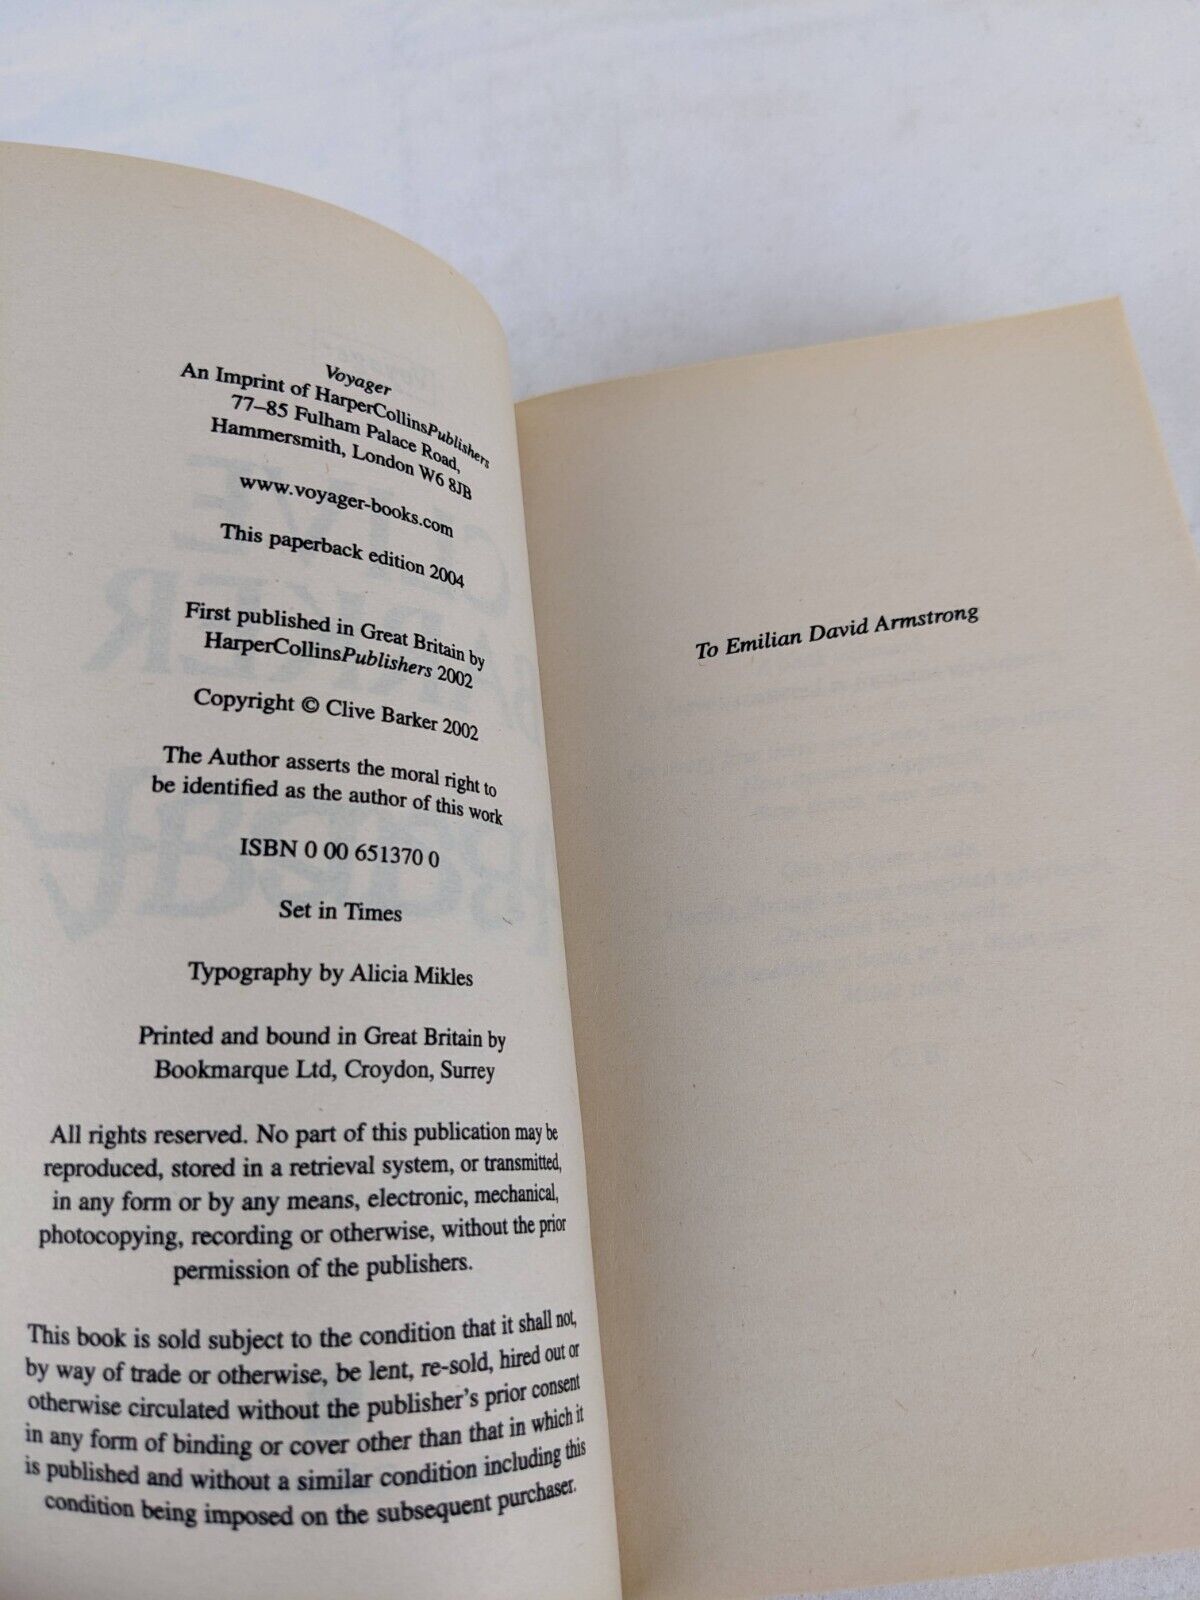 Voyager
An Imprint of HarperCollinsPublishers
77–85 Fulham Palace Road,
Hammersmith, London W6 8JB
www.voyager-books.com
This paperback edition 2004
First published in Great Britain by
HarperCollinsPublishers 2002
Copyright © Clive Barker 2002
The Author asserts the moral right to
be identified as the author of this work
ISBN 0 00 651370 0
Set in Times
Typography by Alicia Mikles
Printed and bound in Great Britain by
Bookmarque Ltd, Croydon, Surrey
All rights reserved. No part of this publication may be
reproduced, stored in a retrieval system, or transmitted,
in any form or by any means, electronic, mechanical,
photocopying, recording or otherwise, without the prior
permission of the publishers.
This book is sold subject to the condition that it shall not,
by way of trade or otherwise, be lent, re-sold, hired out or
otherwise circulated without the publisher's prior consent
in any form of binding or cover other than that in which it
is published and without a similar condition including this
condition being imposed on the subsequent purchaser.
To Emilian David Armstrong